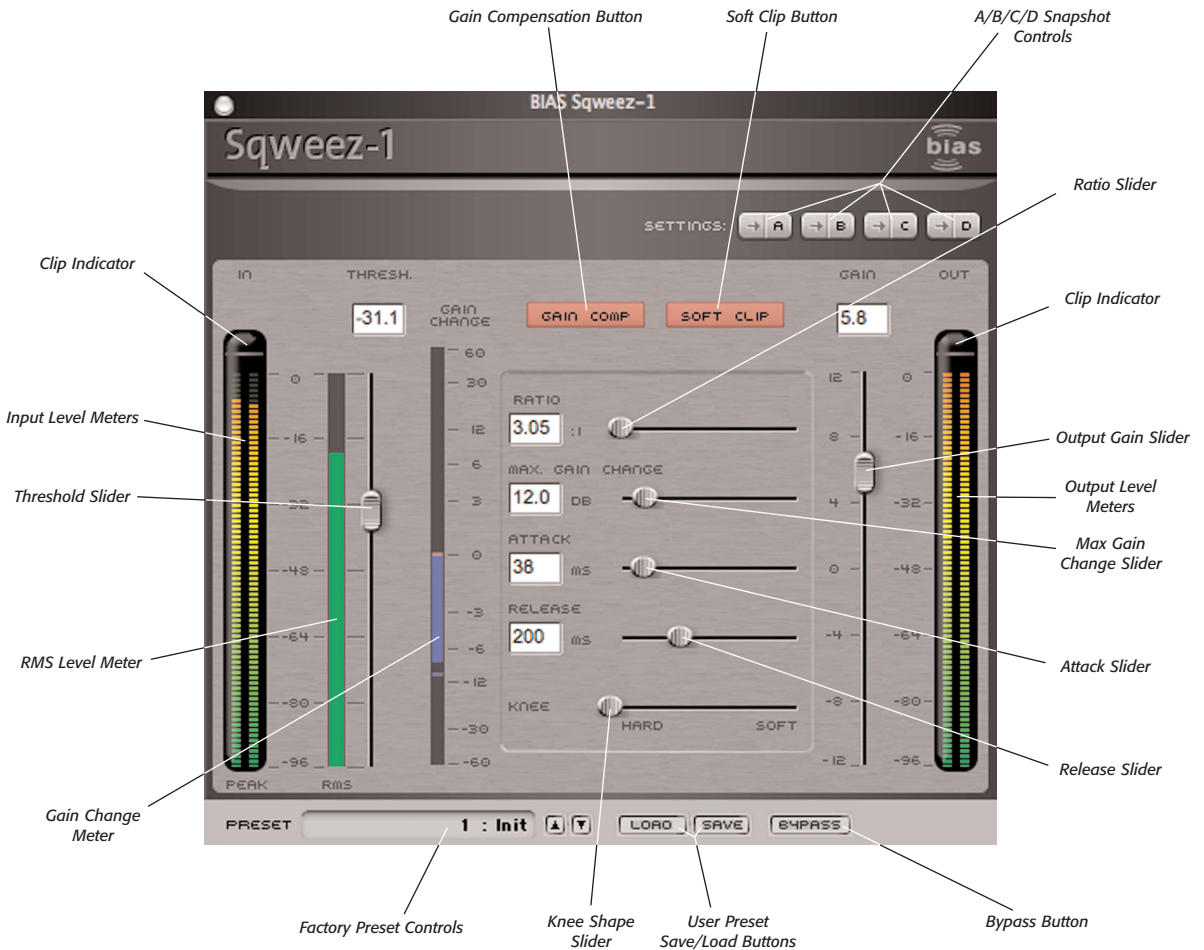 Gain Compensation Button
Soft Clip Button
A/B/C/D Snapshot
Controls
BIAS Sqweez-1
Sqweez-1
bias
Ratio Slider
SETTINGS: → A → B → C → D
Clip Indicator
IN
THRESH.
GAIN
OUT
-31.1
GAIN
CHANGE
GAIN COMP
SOFT CLIP
5.8
Clip Indicator
60
30
12
6
3
0
-3
-6
-12
-30
-60
0
-16
-32
-48
-64
-80
-96
Input Level Meters
Threshold Slider
RMS Level Meter
Gain Change
Meter
RATIO
3.05 :1
MAX. GAIN CHANGE
12.0 DB
ATTACK
38 ms
RELEASE
200 ms
KNEE
HARD
SOFT
12
8
4
0
-4
-8
-12
0
-16
-32
-48
-64
-80
-96
Output Gain Slider
Output Level
Meters
Max Gain
Change Slider
Attack Slider
Release Slider
PEAK
RMS
PRESET
1 : Init
LOAD
SAVE
BYPASS
Factory Preset Controls
Knee Shape
Slider
User Preset
Save/Load Buttons
Bypass Button